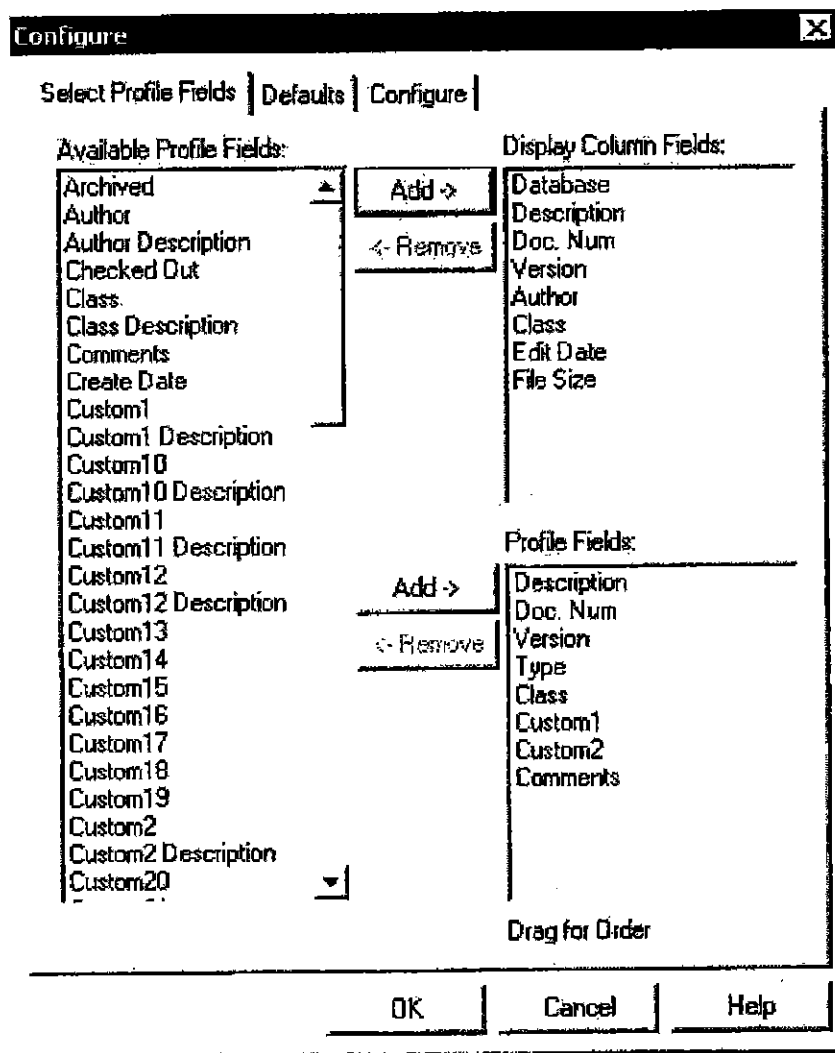 Configure
Select Profile Fields
Defaults
Configure
Available Profile Fields:
Archived
Author
Author Description
Checked Out
Class
Class Description
Comments
Create Date
Custom1
Custom1 Description
Custom10
Custom10 Description
Custom11
Custom11 Description
Custom12
Custom12 Description
Custom13
Custom14
Custom15
Custom16
Custom17
Custom18
Custom19
Custom2
Custom2 Description
Custom20
Add ->
<- Remove
Display Column Fields:
Database
Description
Doc. Num
Version
Author
Class
Edit Date
File Size
Add ->
<- Remove
Profile Fields:
Description
Doc. Num
Version
Type
Class
Custom1
Custom2
Comments
Drag for Order
OK
Cancel
Help